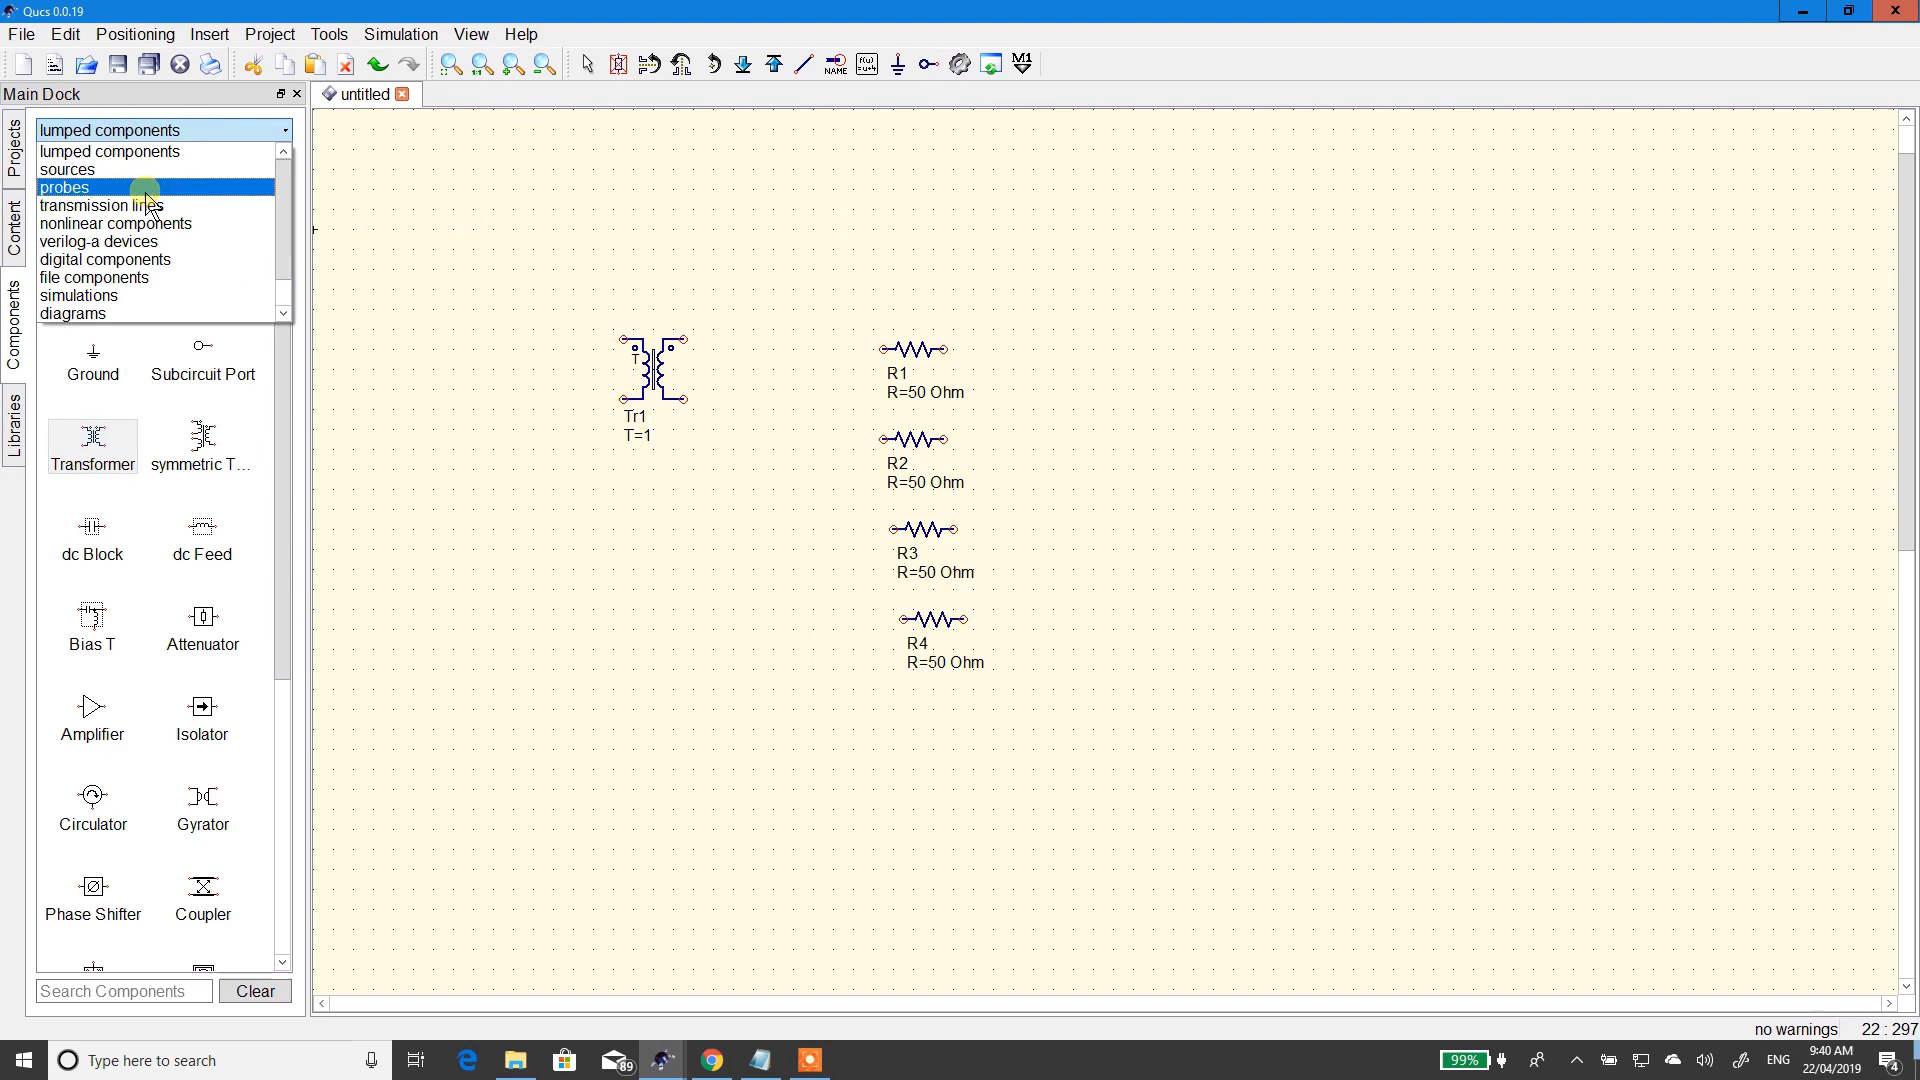 Qucs 0.0.19
File Edit Positioning Insert Project Tools Simulation View Help
NAME
M1
Main Dock
untitled
Projects
Content
Components
Libraries
lumped components
lumped components
sources
probes
transmission lines
nonlinear components
verilog-a devices
digital components
file components
simulations
diagrams
Ground Subcircuit Port
Transformer symmetric T...
dc Block dc Feed
Bias T Attenuator
Amplifier Isolator
Circulator Gyrator
Phase Shifter Coupler
Search Components Clear
T
Tr1
T=1
R1
R=50 Ohm
R2
R=50 Ohm
R3
R=50 Ohm
R4
R=50 Ohm
no warnings 22 : 297
Type here to search
89
99%
ENG
9:40 AM
22/04/2019
4